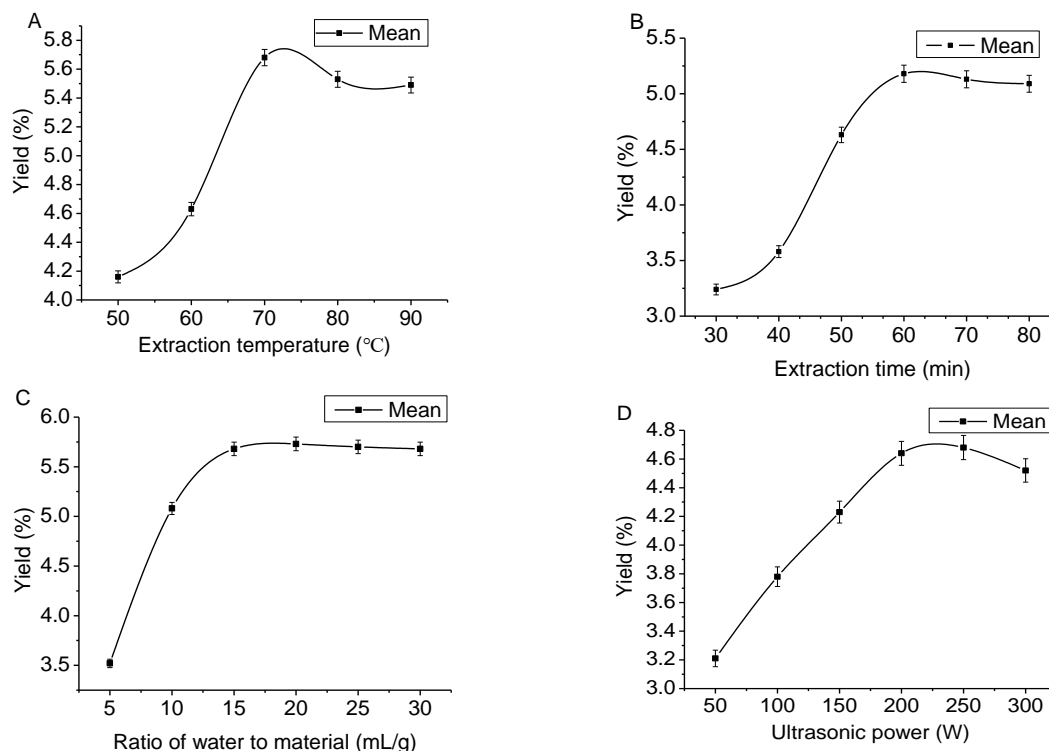 A
Mean
5.8
5.6
5.4
5.2
5.0
4.8
4.6
4.4
4.2
4.0
Yield (%)
50 60 70 80 90
Extraction temperature (℃)
B
Mean
5.5
5.0
4.5
4.0
3.5
3.0
Yield (%)
30 40 50 60 70 80
Extraction time (min)
C
Mean
6.0
5.5
5.0
4.5
4.0
3.5
Yield (%)
5 10 15 20 25 30
Ratio of water to material (mL/g)
D
Mean
4.8
4.6
4.4
4.2
4.0
3.8
3.6
3.4
3.2
3.0
Yield (%)
50 100 150 200 250 300
Ultrasonic power (W)